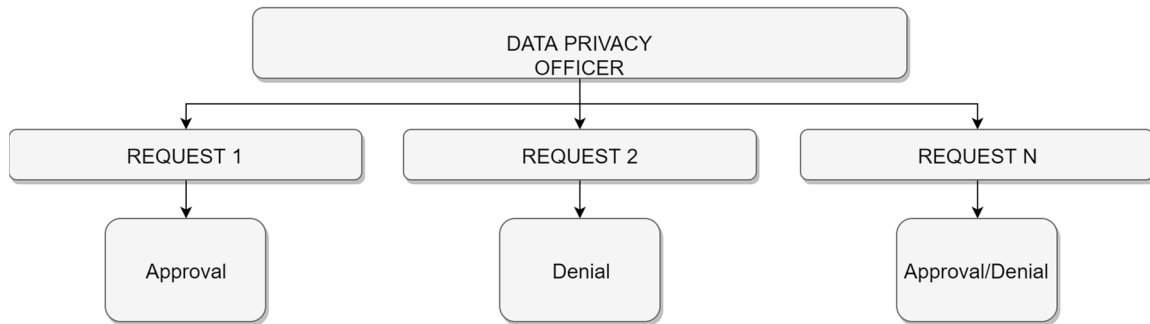 DATA PRIVACY
OFFICER
REQUEST 1
REQUEST 2
REQUEST N
Approval
Denial
Approval/Denial